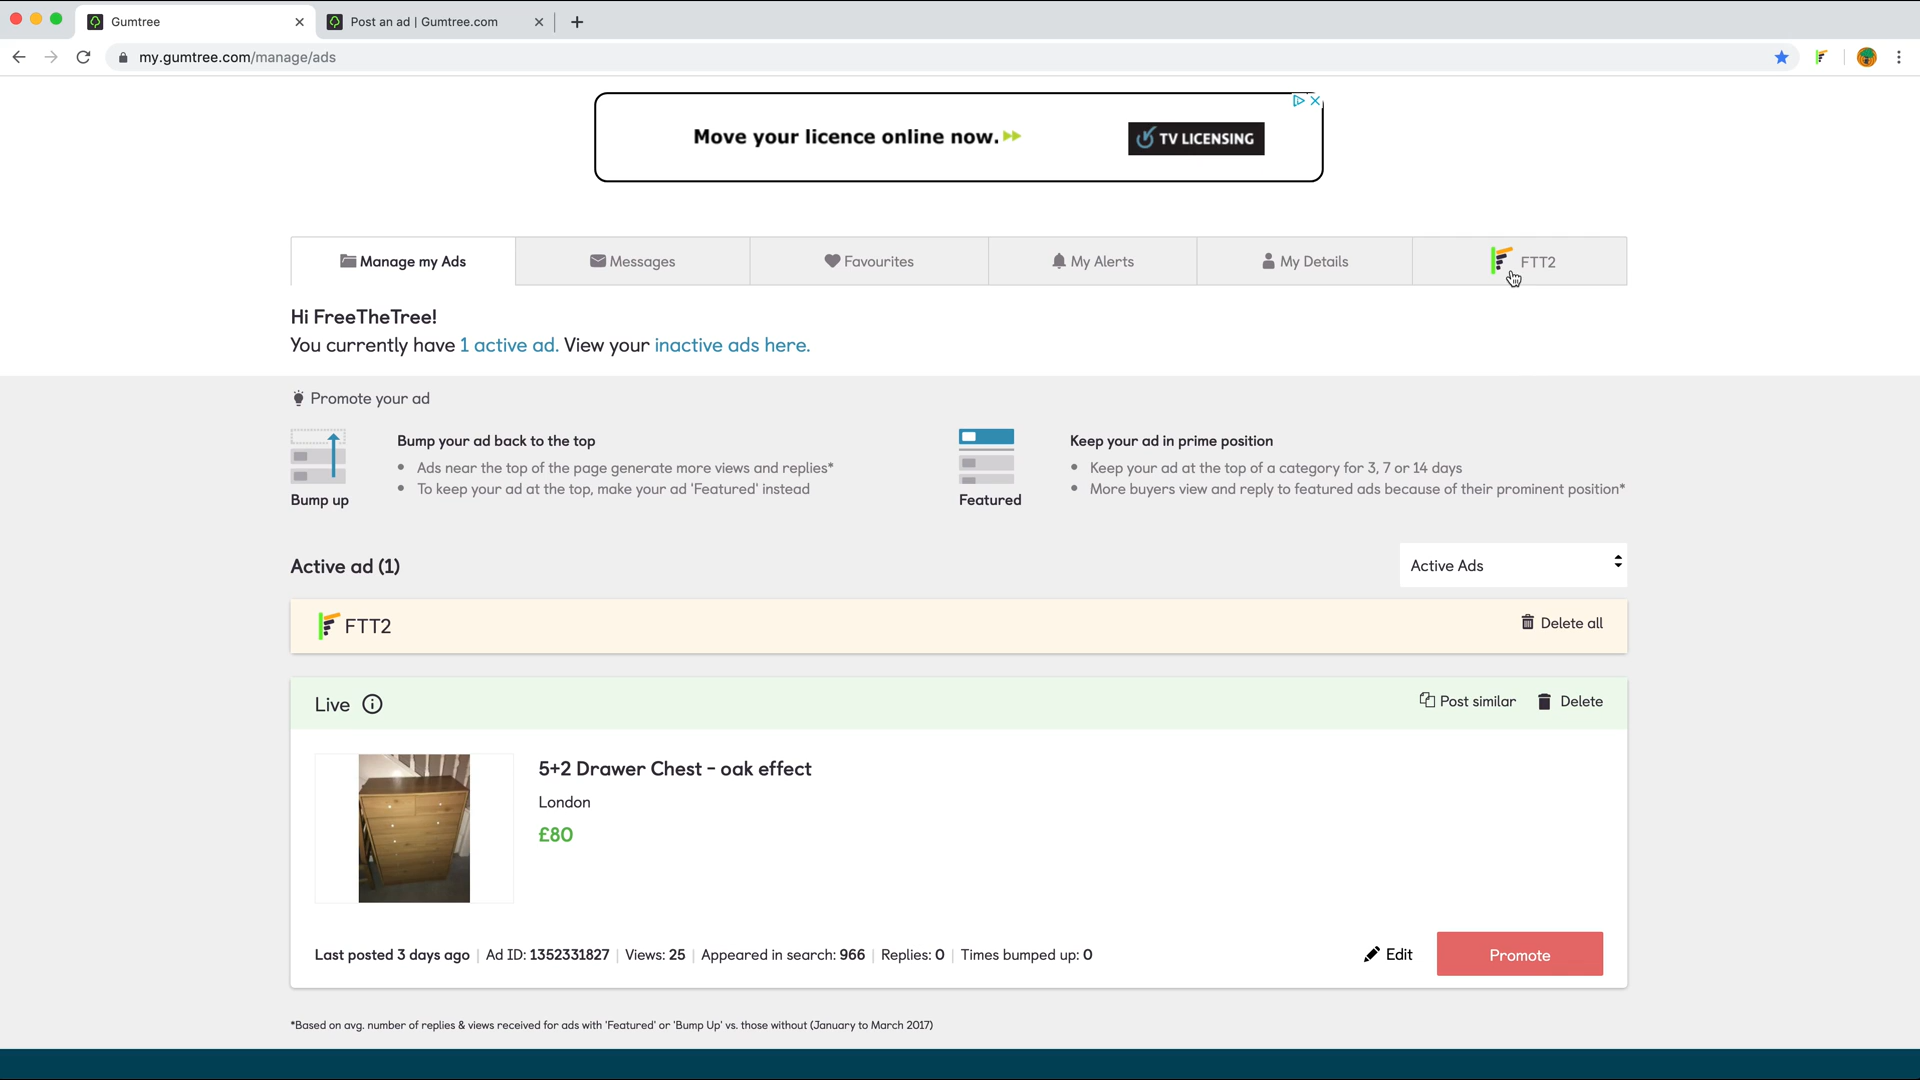 Gumtree
Post an ad | Gumtree.com
my.gumtree.com/manage/ads
Move your licence online now.
TV LICENSING
Manage my Ads
Messages
Favourites
My Alerts
My Details
FTT2
Hi FreeTheTree!
You currently have 1 active ad. View your inactive ads here.
Promote your ad
Bump up
Bump your ad back to the top
Ads near the top of the page generate more views and replies*
To keep your ad at the top, make your ad 'Featured' instead
Featured
Keep your ad in prime position
Keep your ad at the top of a category for 3, 7 or 14 days
More buyers view and reply to featured ads because of their prominent position*
Active ad (1)
Active Ads
FTT2
Delete all
Live
Post similar
Delete
5+2 Drawer Chest - oak effect
London
£80
Last posted 3 days ago | Ad ID: 1352331827 | Views: 25 | Appeared in search: 966 | Replies: 0 | Times bumped up: 0
Edit
Promote
*Based on avg. number of replies & views received for ads with 'Featured' or 'Bump Up' vs. those without (January to March 2017)